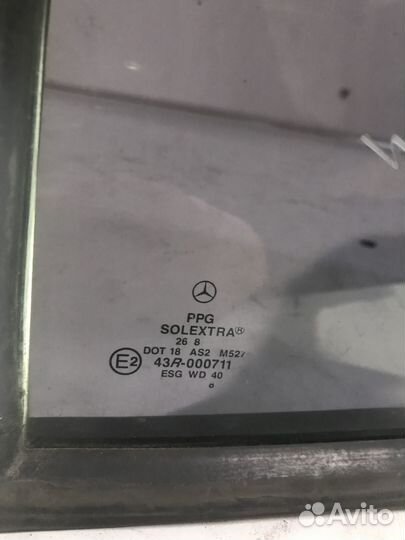 PPG
SOLEXTRA®
26 8
DOT 18 AS2 M527
E2 43R-000711
ESG WD 40
Avito